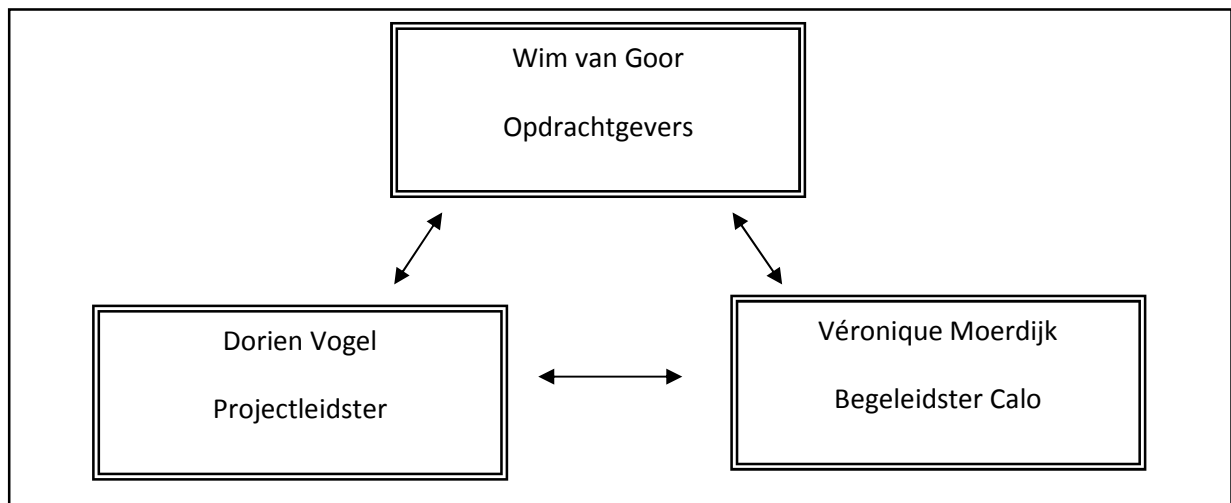 Wim van Goor
Opdrachtgevers
Dorien Vogel
Projectleidster
Véronique Moerdijk
Begeleidster Calo